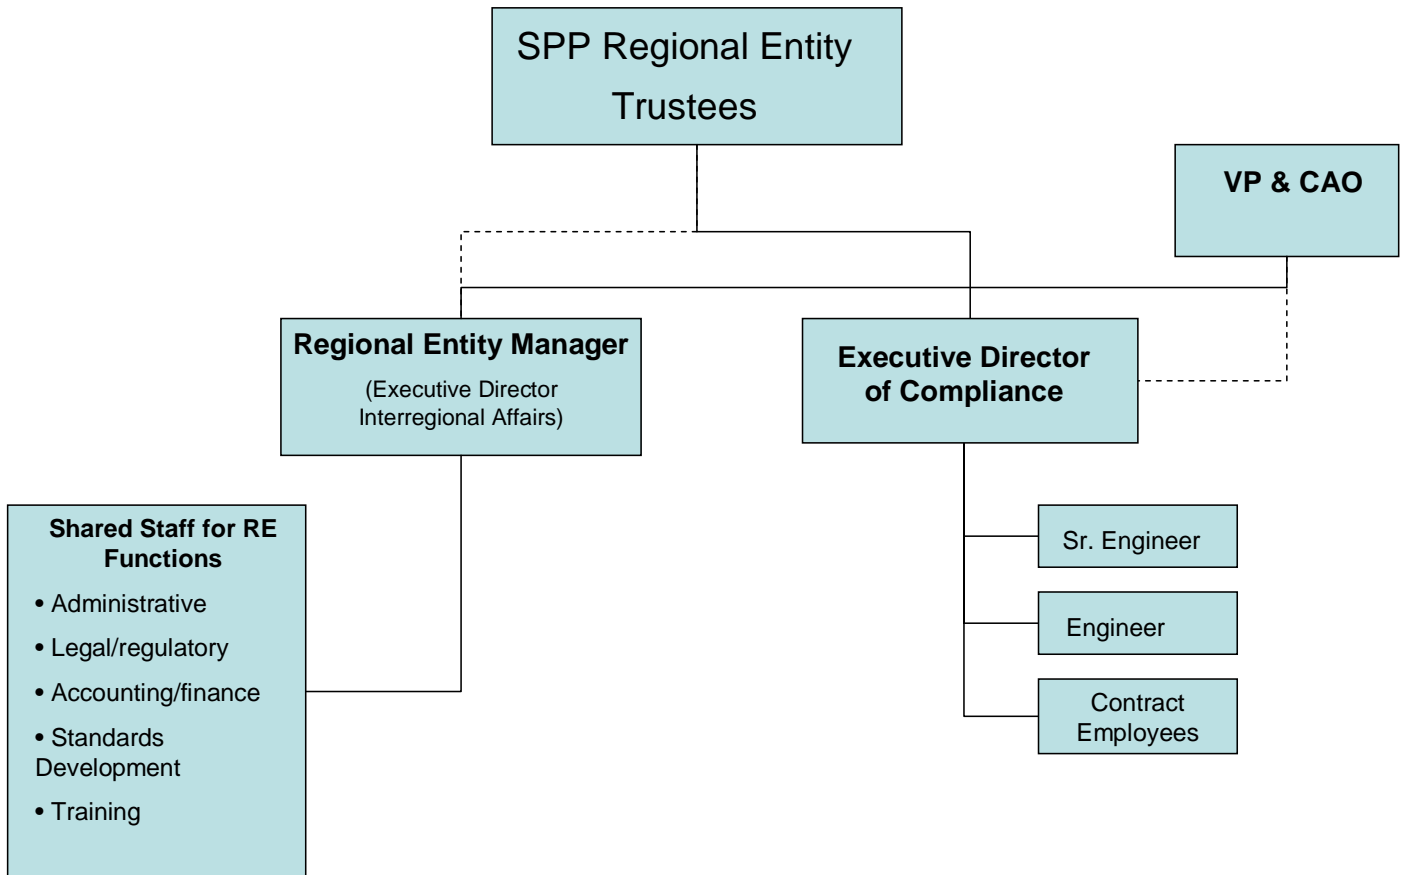 SPP Regional Entity
Trustees
VP & CAO
Regional Entity Manager
(Executive Director
Interregional Affairs)
Executive Director
of Compliance
Shared Staff for RE
Functions
• Administrative
• Legal/regulatory
• Accounting/finance
• Standards
Development
• Training
Sr. Engineer
Engineer
Contract
Employees